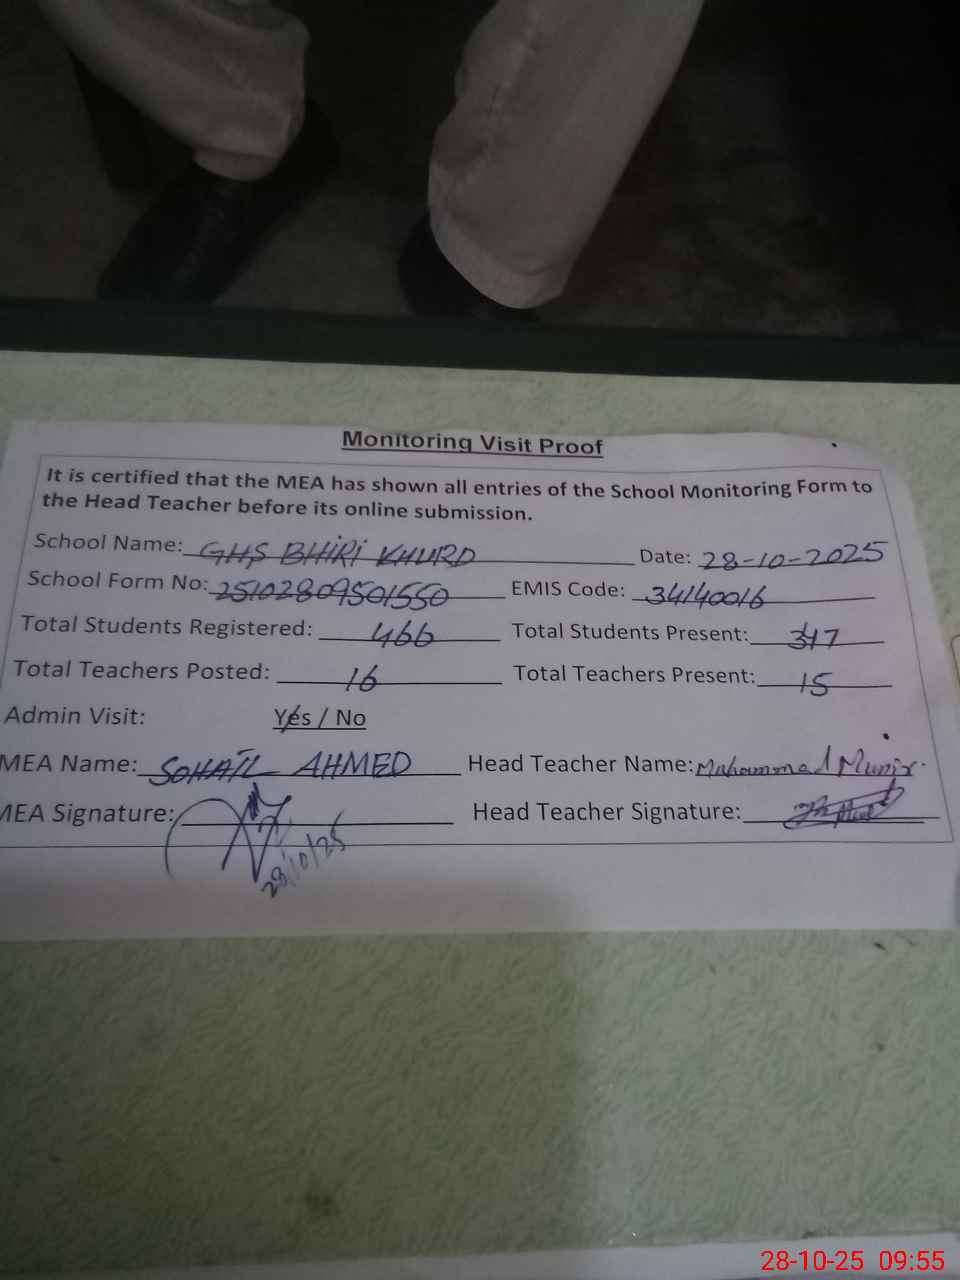 Monitoring Visit Proof
It is certified that the MEA has shown all entries of the School Monitoring Form to
the Head Teacher before its online submission.
School Name: GHS BHIRI KHURD Date: 28-10-2025
School Form No: 25102809501550 EMIS Code: 34140016
Total Students Registered: 466 Total Students Present: 347
Total Teachers Posted: 16 Total Teachers Present: 15
Admin Visit: Yes / No
MEA Name: SOHAIL AHMED Head Teacher Name: Muhammad Munir.
MEA Signature: Head Teacher Signature:
28/10/25
28-10-25 09:55